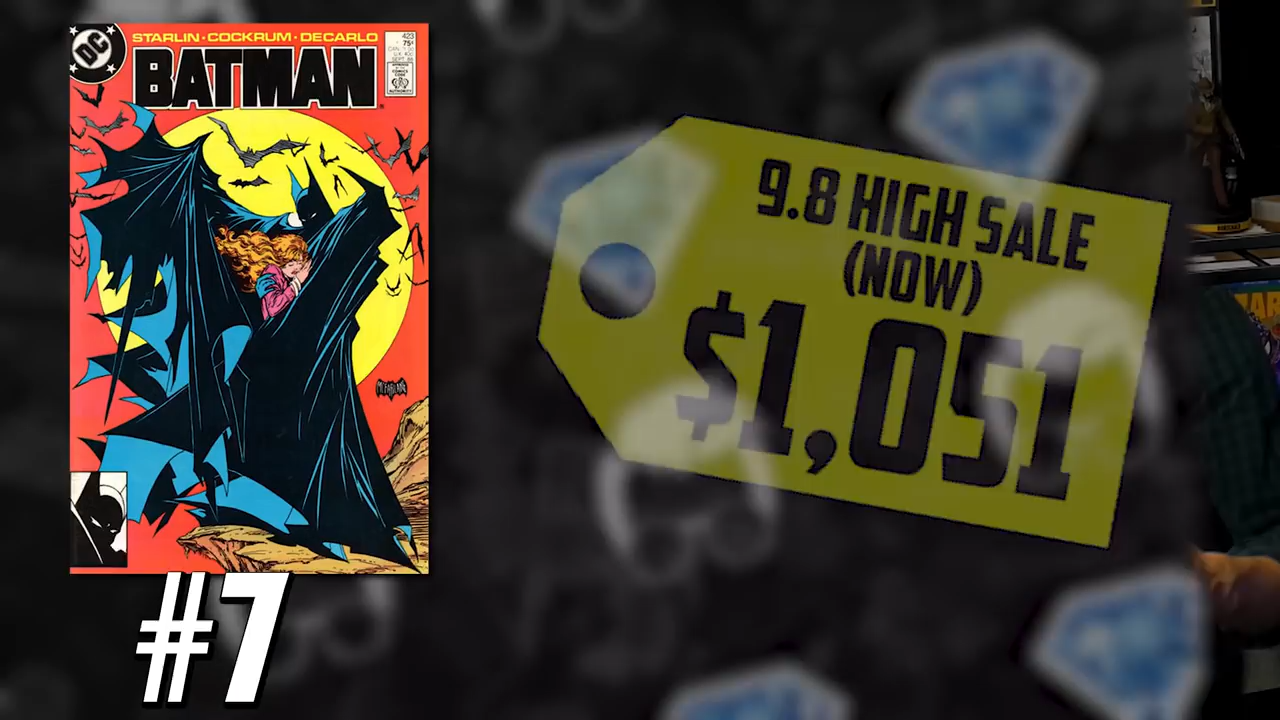 DC
STARLIN · COCKRUM · DECARLO
BATMAN
423
75¢
9.8 HIGH SALE
(NOW)
$1,051
#7